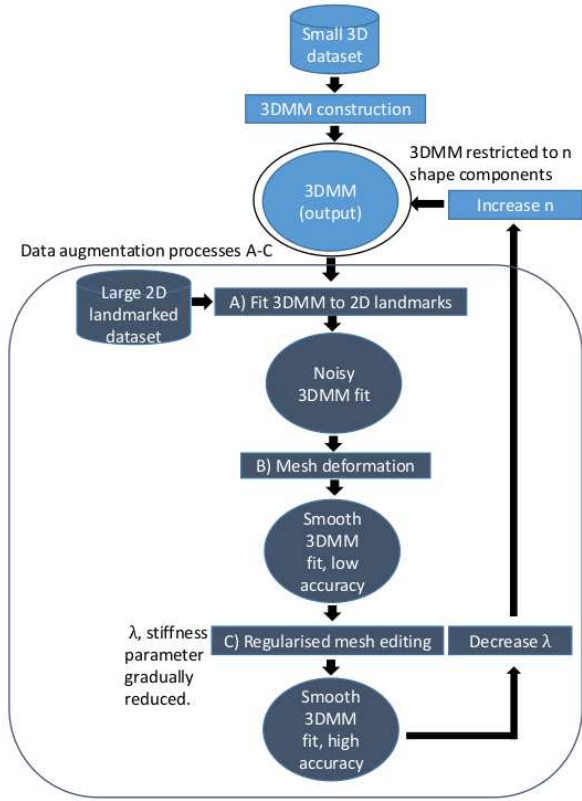 Small 3D
dataset
3DMM construction
3DMM restricted to n
shape components
3DMM
(output)
Increase n
Data augmentation processes A-C
Large 2D
landmarked
dataset
A) Fit 3DMM to 2D landmarks
Noisy
3DMM fit
B) Mesh deformation
Smooth
3DMM
fit, low
accuracy
λ, stiffness
parameter
gradually
reduced.
C) Regularised mesh editing
Decrease λ
Smooth
3DMM
fit, high
accuracy